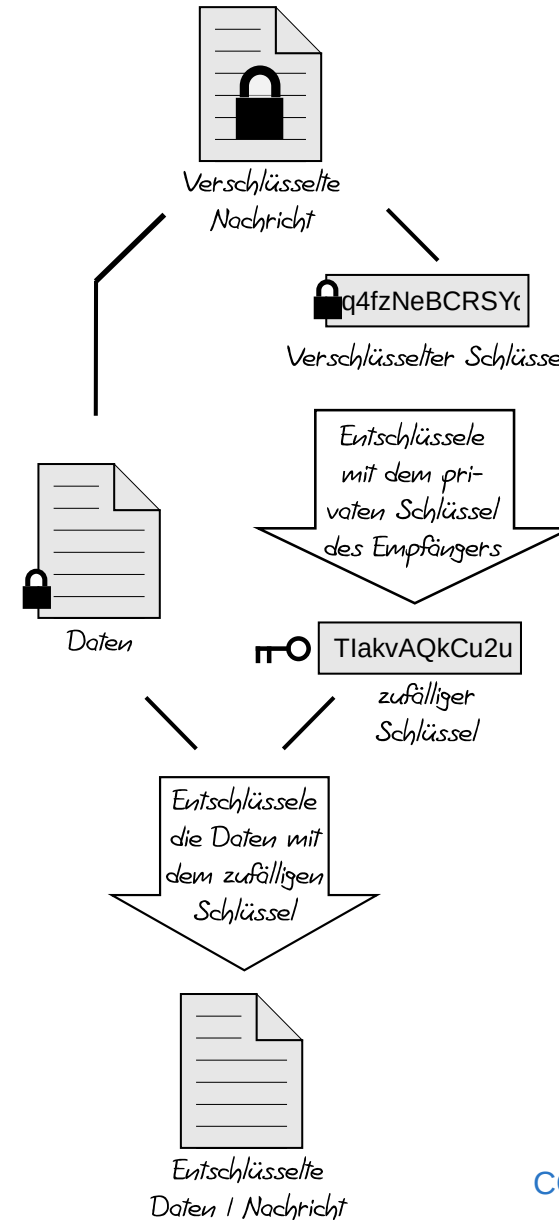 Verschlüsselte
Nachricht
q4fzNeBCRSY
Verschlüsselter Schlüsse
Entschlüssele
mit dem pri-
vaten Schlüssel
des Empfängers
Daten
TIakvAQkCu2u
zufälliger
Schlüssel
Entschlüssele
die Daten mit
dem zufälligen
Schlüssel
Entschlüsselte
Daten / Nachricht